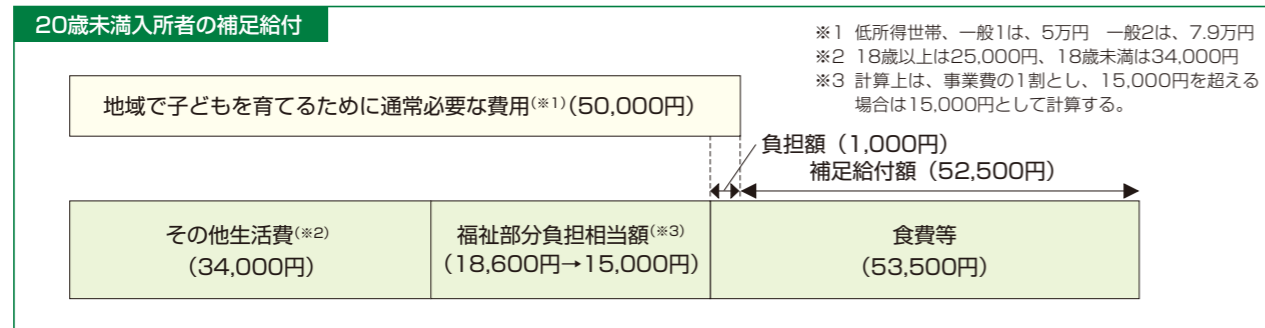 20歳未満入所者の補足給付
※1 低所得世帯、一般1は、5万円 一般2は、7.9万円
※2 18歳以上は25,000円、18歳未満は34,000円
※3 計算上は、事業費の1割とし、15,000円を超える
場合は15,000円として計算する。
地域で子どもを育てるために通常必要な費用(※1)(50,000円)
負担額(1,000円)
補足給付額(52,500円)
その他生活費(※2)
(34,000円)
福祉部分負担相当額(※3)
(18,600円→15,000円)
食費等
(53,500円)